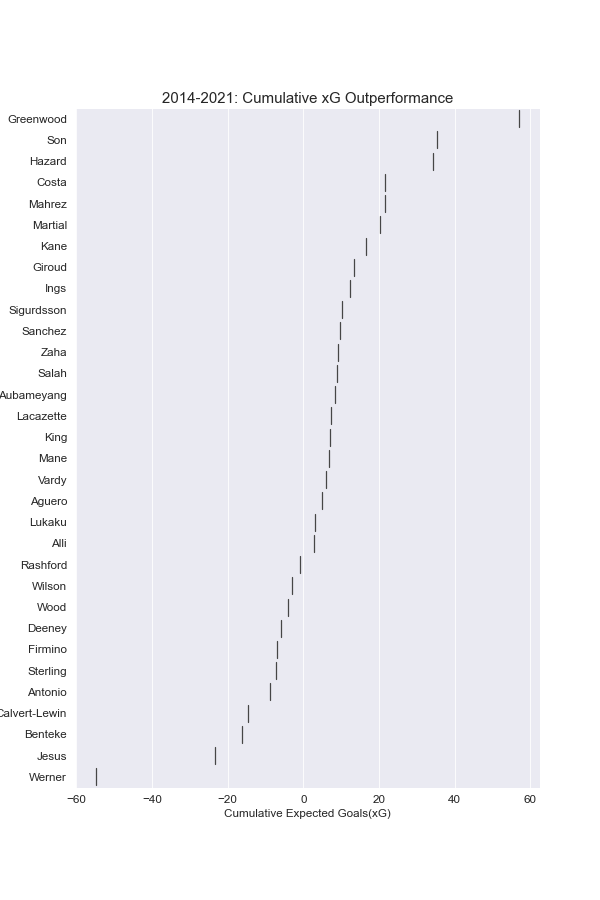 2014-2021: Cumulative xG Outperformance
Greenwood
Son
Hazard
Costa
Mahrez
Martial
Kane
Giroud
Ings
Sigurdsson
Sanchez
Zaha
Salah
Aubameyang
Lacazette
King
Mane
Vardy
Aguero
Lukaku
Alli
Rashford
Wilson
Wood
Deeney
Firmino
Sterling
Antonio
Calvert-Lewin
Benteke
Jesus
Werner
−60 −40 −20 0 20 40 60
Cumulative Expected Goals(xG)